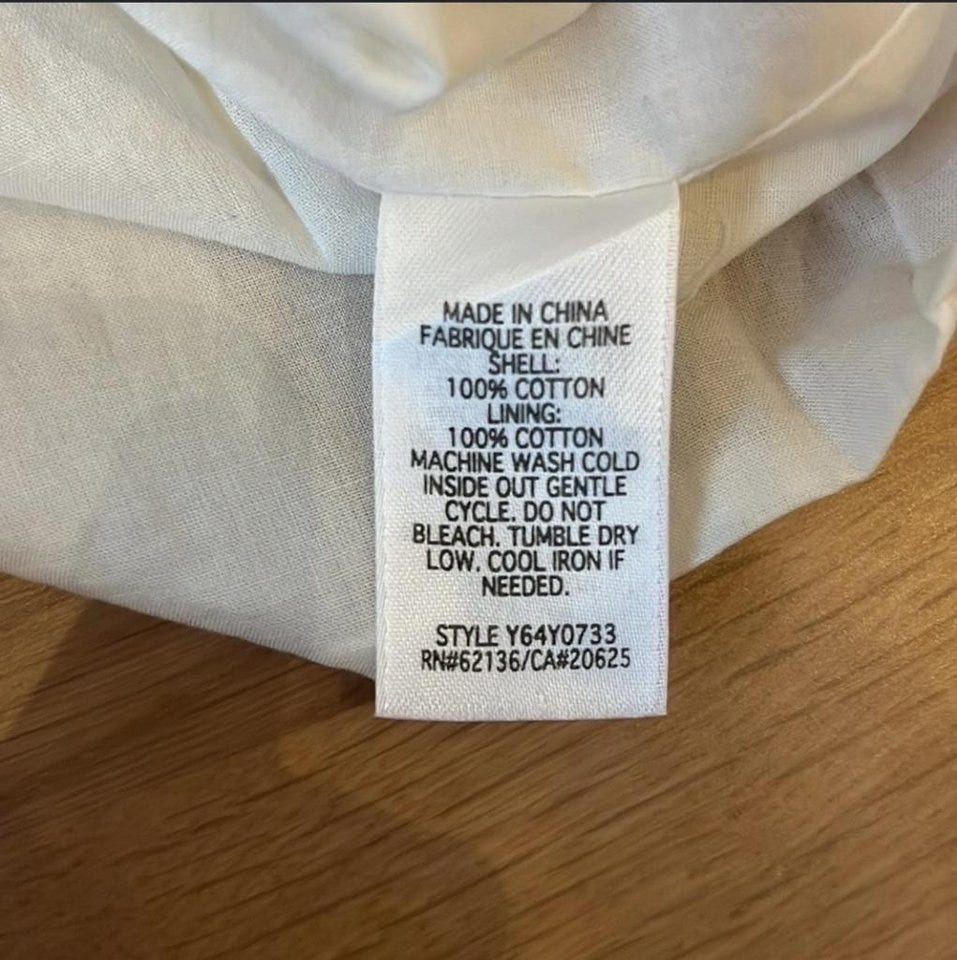 MADE IN CHINA
FABRIQUE EN CHINE
SHELL:
100% COTTON
LINING:
100% COTTON
MACHINE WASH COLD
INSIDE OUT GENTLE
CYCLE. DO NOT
BLEACH. TUMBLE DRY
LOW. COOL IRON IF
NEEDED.
STYLE Y64Y0733
RN#62136/CA#20625